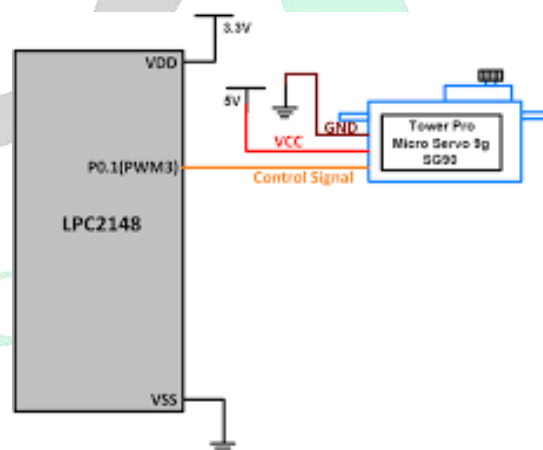 3.3V
VDD
5V
GND
VCC
Tower Pro
Micro Servo 9g
SG90
P0.1(PWM3)
Control Signal
LPC2148
VSS